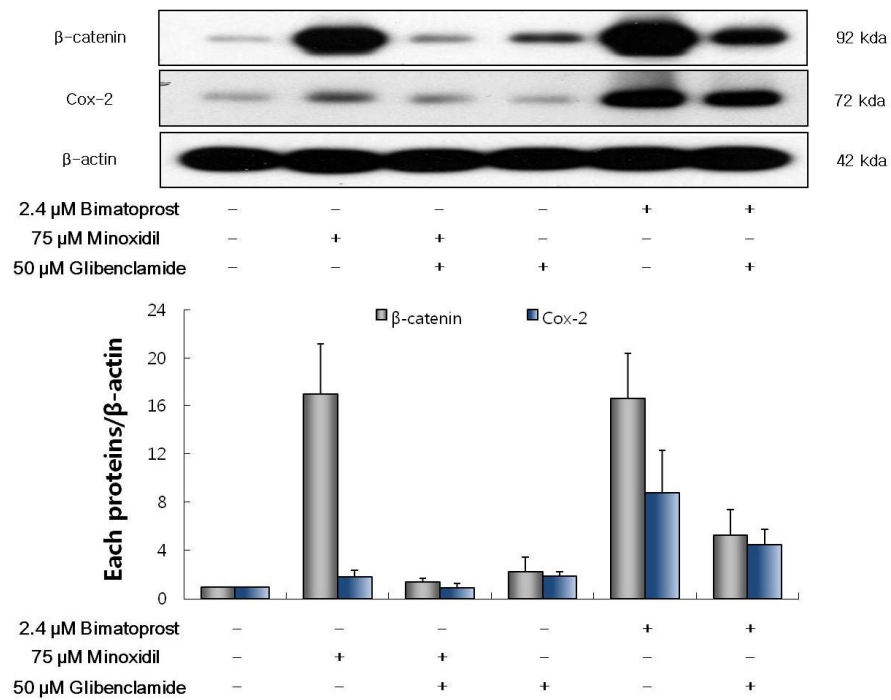 β-catenin 92 kda
Cox-2 72 kda
β-actin 42 kda
2.4 µM Bimatoprost − − − − + +
75 µM Minoxidil − + + − − −
50 µM Glibenclamide − − + + − +
24
β-catenin Cox-2
20
16
12
8
4
0
Each proteins/β-actin
2.4 µM Bimatoprost − − − − + +
75 µM Minoxidil − + + − − −
50 µM Glibenclamide − − + + − +